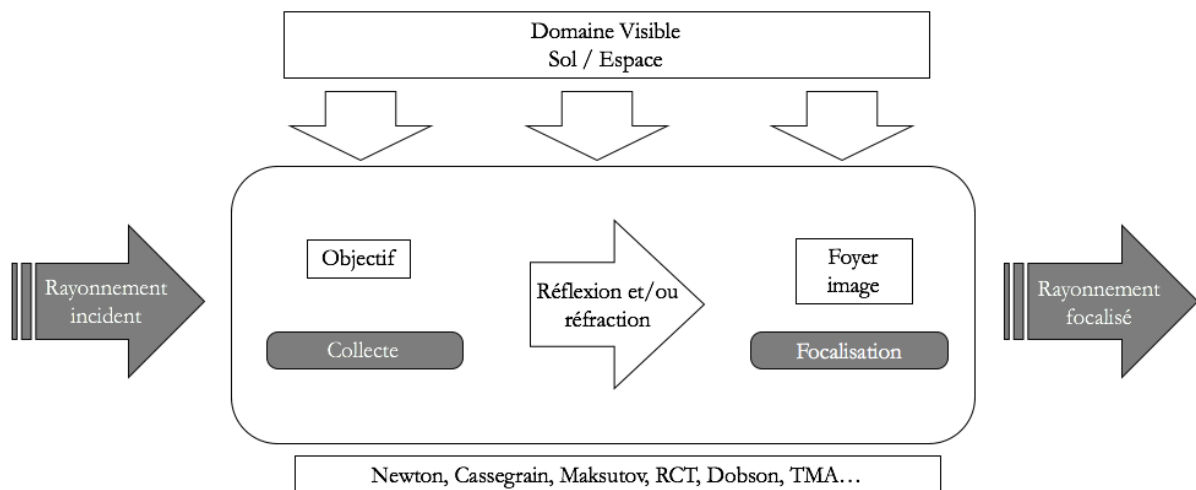 Domaine Visible
Sol / Espace
Rayonnement
incident
Objectif
Collecte
Réflexion et/ou
réfraction
Foyer
image
Focalisation
Rayonnement
focalisé
Newton, Cassegrain, Maksutov, RCT, Dobson, TMA…